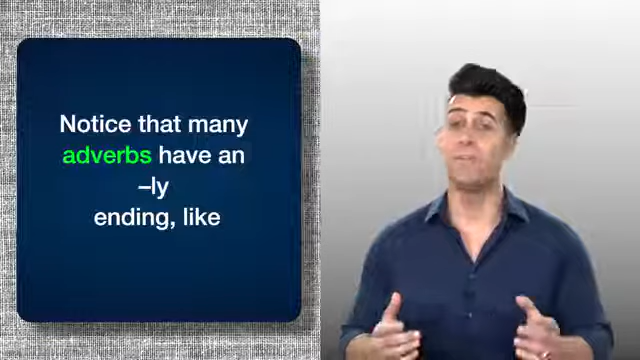 Notice that many
adverbs have an
–ly
ending, like